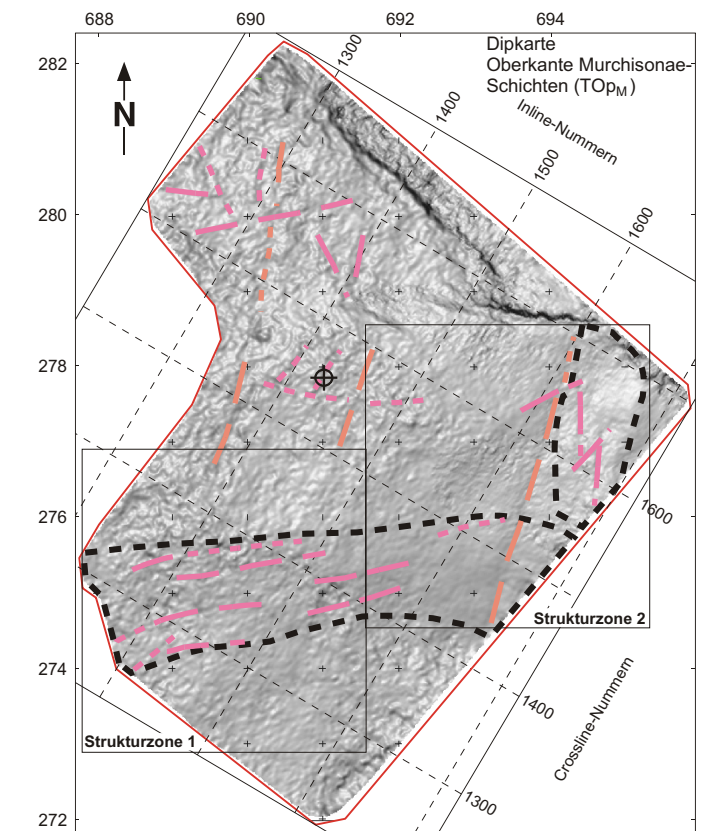 688 690 692 694
282
280
278
276
274
272
N
Dipkarte
Oberkante Murchisonae-
Schichten (TOpM)
Inline-Nummern
1300
1400
1500
1600
1600
1400
1300
Crossline-Nummern
Strukturzone 2
Strukturzone 1